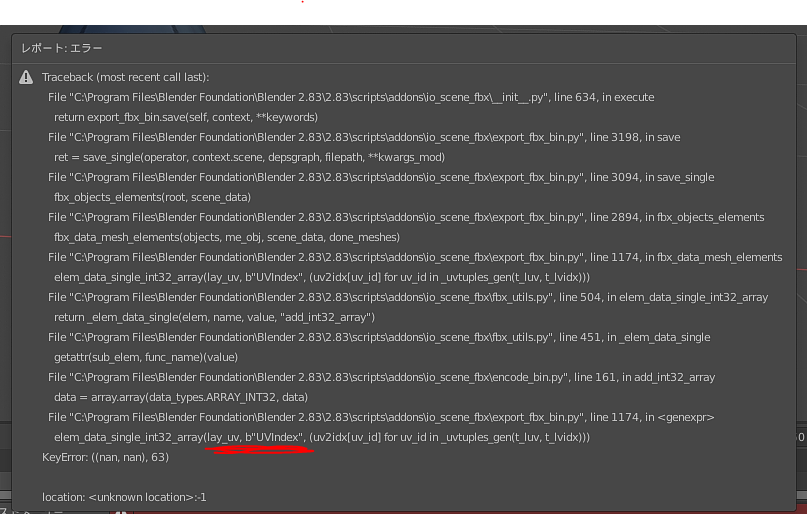 レポート: エラー
Traceback (most recent call last):
File "C:\Program Files\Blender Foundation\Blender 2.83\2.83\scripts\addons\io_scene_fbx\__init__.py", line 634, in execute
return export_fbx_bin.save(self, context, **keywords)
File "C:\Program Files\Blender Foundation\Blender 2.83\2.83\scripts\addons\io_scene_fbx\export_fbx_bin.py", line 3198, in save
ret = save_single(operator, context.scene, depsgraph, filepath, **kwargs_mod)
File "C:\Program Files\Blender Foundation\Blender 2.83\2.83\scripts\addons\io_scene_fbx\export_fbx_bin.py", line 3094, in save_single
fbx_objects_elements(root, scene_data)
File "C:\Program Files\Blender Foundation\Blender 2.83\2.83\scripts\addons\io_scene_fbx\export_fbx_bin.py", line 2894, in fbx_objects_elements
fbx_data_mesh_elements(objects, me_obj, scene_data, done_meshes)
File "C:\Program Files\Blender Foundation\Blender 2.83\2.83\scripts\addons\io_scene_fbx\export_fbx_bin.py", line 1174, in fbx_data_mesh_elements
elem_data_single_int32_array(lay_uv, b"UVIndex", (uv2idx[uv_id] for uv_id in _uvtuples_gen(t_luv, t_lvidx)))
File "C:\Program Files\Blender Foundation\Blender 2.83\2.83\scripts\addons\io_scene_fbx\fbx_utils.py", line 504, in elem_data_single_int32_array
return _elem_data_single(elem, name, value, "add_int32_array")
File "C:\Program Files\Blender Foundation\Blender 2.83\2.83\scripts\addons\io_scene_fbx\fbx_utils.py", line 451, in _elem_data_single
getattr(sub_elem, func_name)(value)
File "C:\Program Files\Blender Foundation\Blender 2.83\2.83\scripts\addons\io_scene_fbx\encode_bin.py", line 161, in add_int32_array
data = array.array(data_types.ARRAY_INT32, data)
File "C:\Program Files\Blender Foundation\Blender 2.83\2.83\scripts\addons\io_scene_fbx\export_fbx_bin.py", line 1174, in <genexpr>
elem_data_single_int32_array(lay_uv, b"UVIndex", (uv2idx[uv_id] for uv_id in _uvtuples_gen(t_luv, t_lvidx)))
KeyError: ((nan, nan), 63)
location: <unknown location>:-1